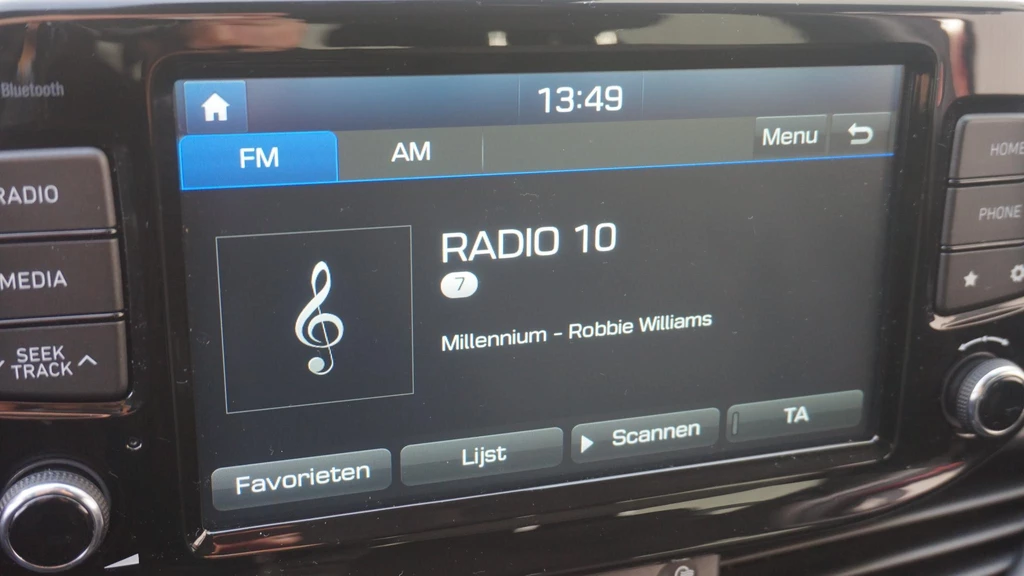 Bluetooth
13:49
FM
AM
Menu
RADIO
HOME
PHONE
RADIO 10
7
MEDIA
Millennium - Robbie Williams
SEEK
TRACK
Favorieten
Lijst
Scannen
TA